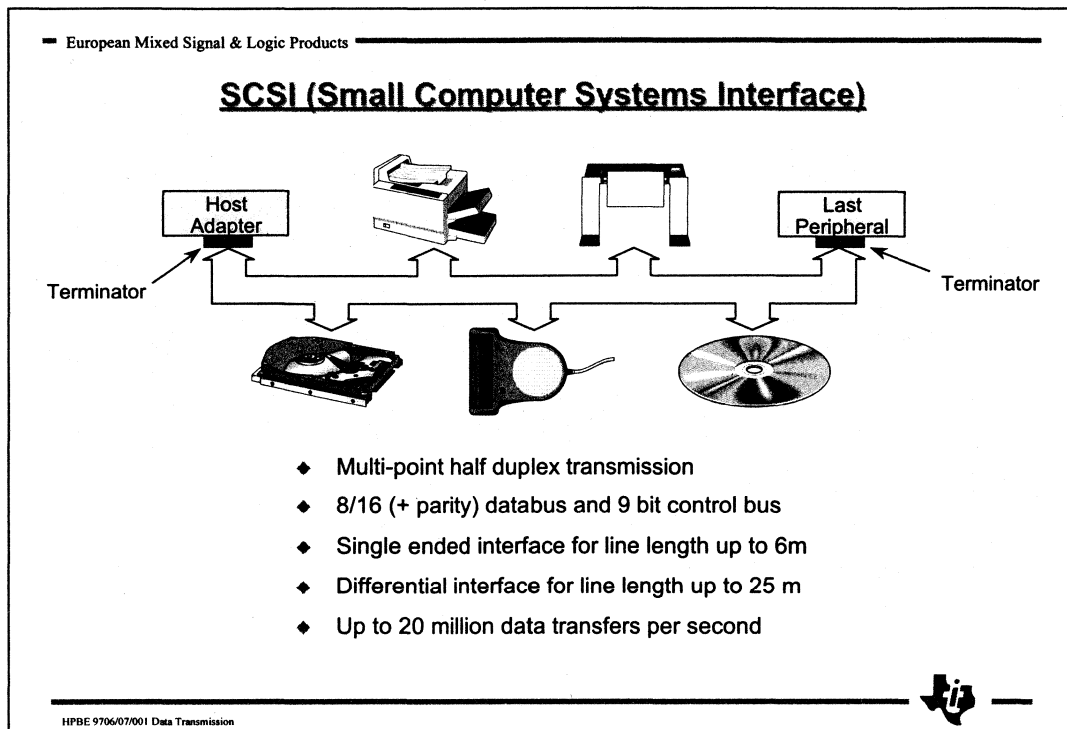 European Mixed Signal & Logic Products
SCSI (Small Computer Systems Interface)
Host
Adapter
Last
Peripheral
Terminator
Terminator
◆ Multi-point half duplex transmission
◆ 8/16 (+ parity) databus and 9 bit control bus
◆ Single ended interface for line length up to 6m
◆ Differential interface for line length up to 25 m
◆ Up to 20 million data transfers per second
ti
HPBE 9706/07/001 Data Transmission